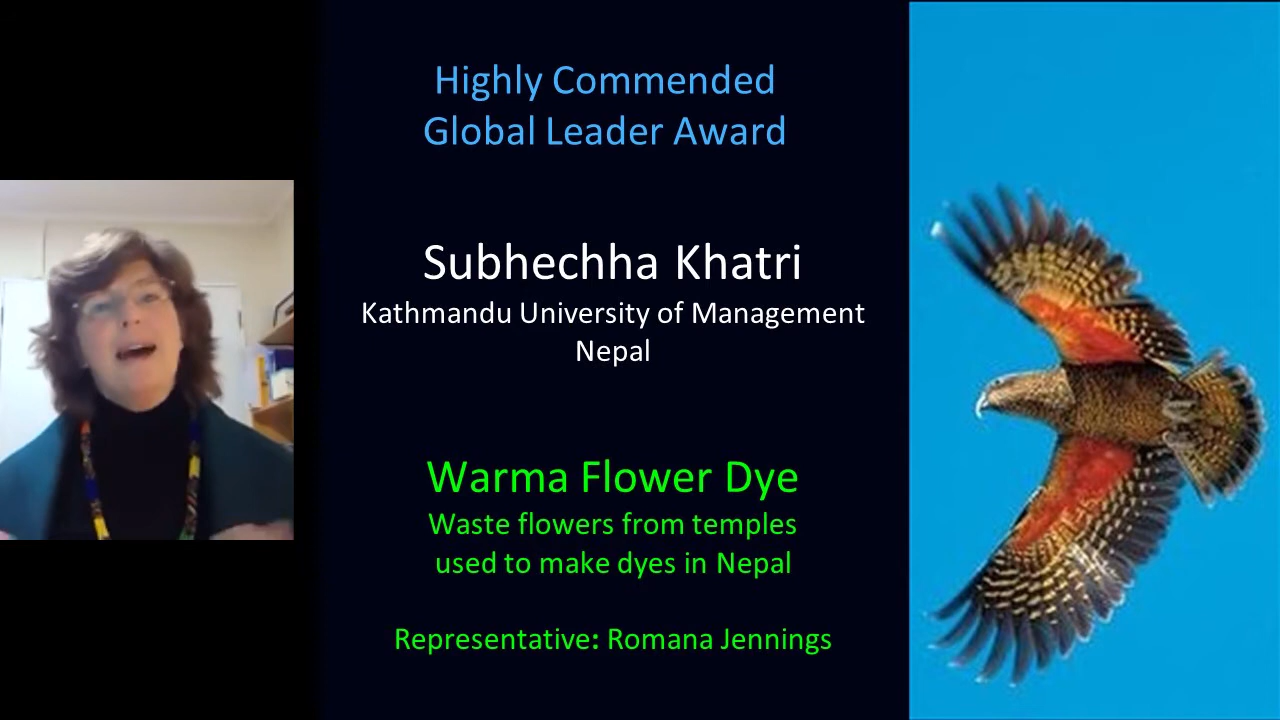 Highly Commended
Global Leader Award
Subhechha Khatri
Kathmandu University of Management
Nepal
Warma Flower Dye
Waste flowers from temples
used to make dyes in Nepal
Representative: Romana Jennings